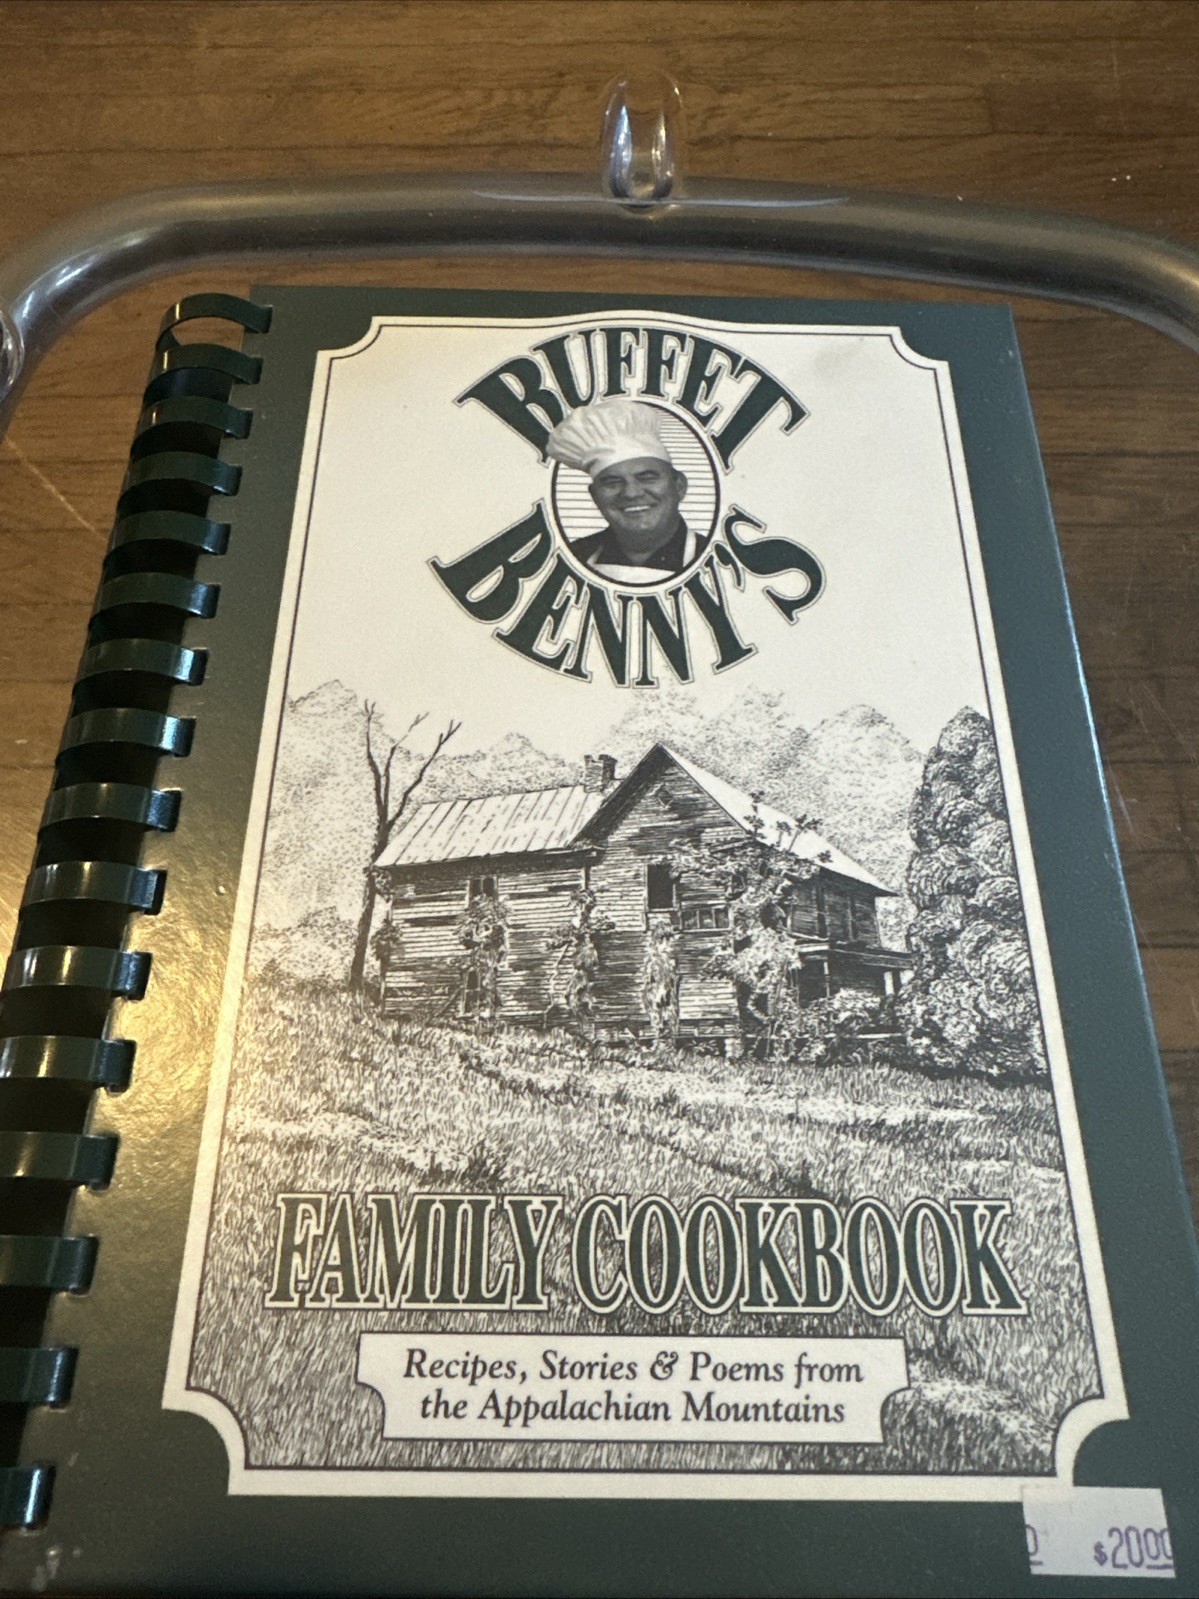 BUFFET
BENNY'S
FAMILY COOKBOOK
Recipes, Stories & Poems from
the Appalachian Mountains
$20.00